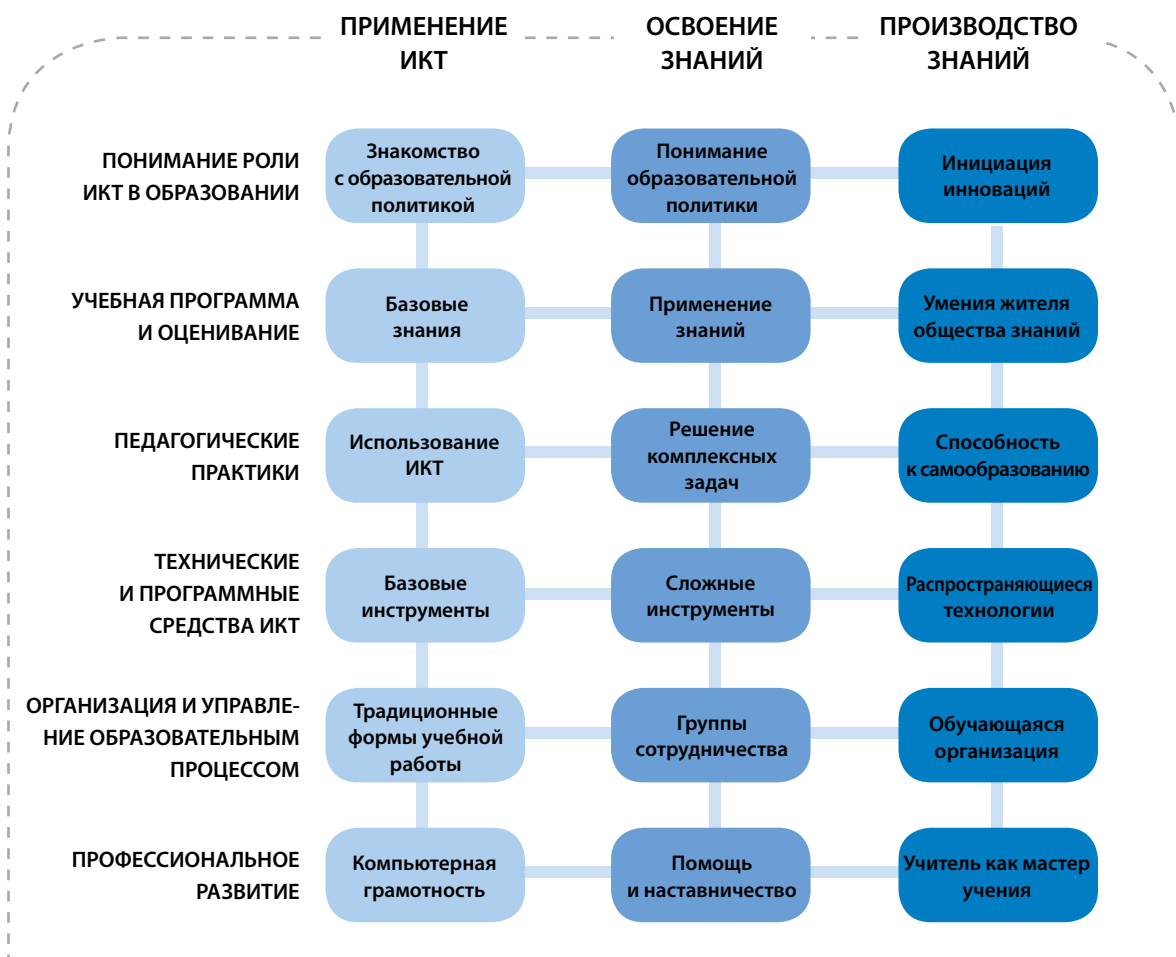 ПРИМЕНЕНИЕ
ИКТ
ОСВОЕНИЕ
ЗНАНИЙ
ПРОИЗВОДСТВО
ЗНАНИЙ
ПОНИМАНИЕ РОЛИ
ИКТ В ОБРАЗОВАНИИ
Знакомство
с образовательной
политикой
Понимание
образовательной
политики
Инициация
инноваций
УЧЕБНАЯ ПРОГРАММА
И ОЦЕНИВАНИЕ
Базовые
знания
Применение
знаний
Умения жителя
общества знаний
ПЕДАГОГИЧЕСКИЕ
ПРАКТИКИ
Использование
ИКТ
Решение
комплексных
задач
Способность
к самообразованию
ТЕХНИЧЕСКИЕ
И ПРОГРАММНЫЕ
СРЕДСТВА ИКТ
Базовые
инструменты
Сложные
инструменты
Распространяющиеся
технологии
ОРГАНИЗАЦИЯ И УПРАВЛЕ-
НИЕ ОБРАЗОВАТЕЛЬНЫМ
ПРОЦЕССОМ
Традиционные
формы учебной
работы
Группы
сотрудничества
Обучающаяся
организация
ПРОФЕССИОНАЛЬНОЕ
РАЗВИТИЕ
Компьютерная
грамотность
Помощь
и наставничество
Учитель как мастер
учения